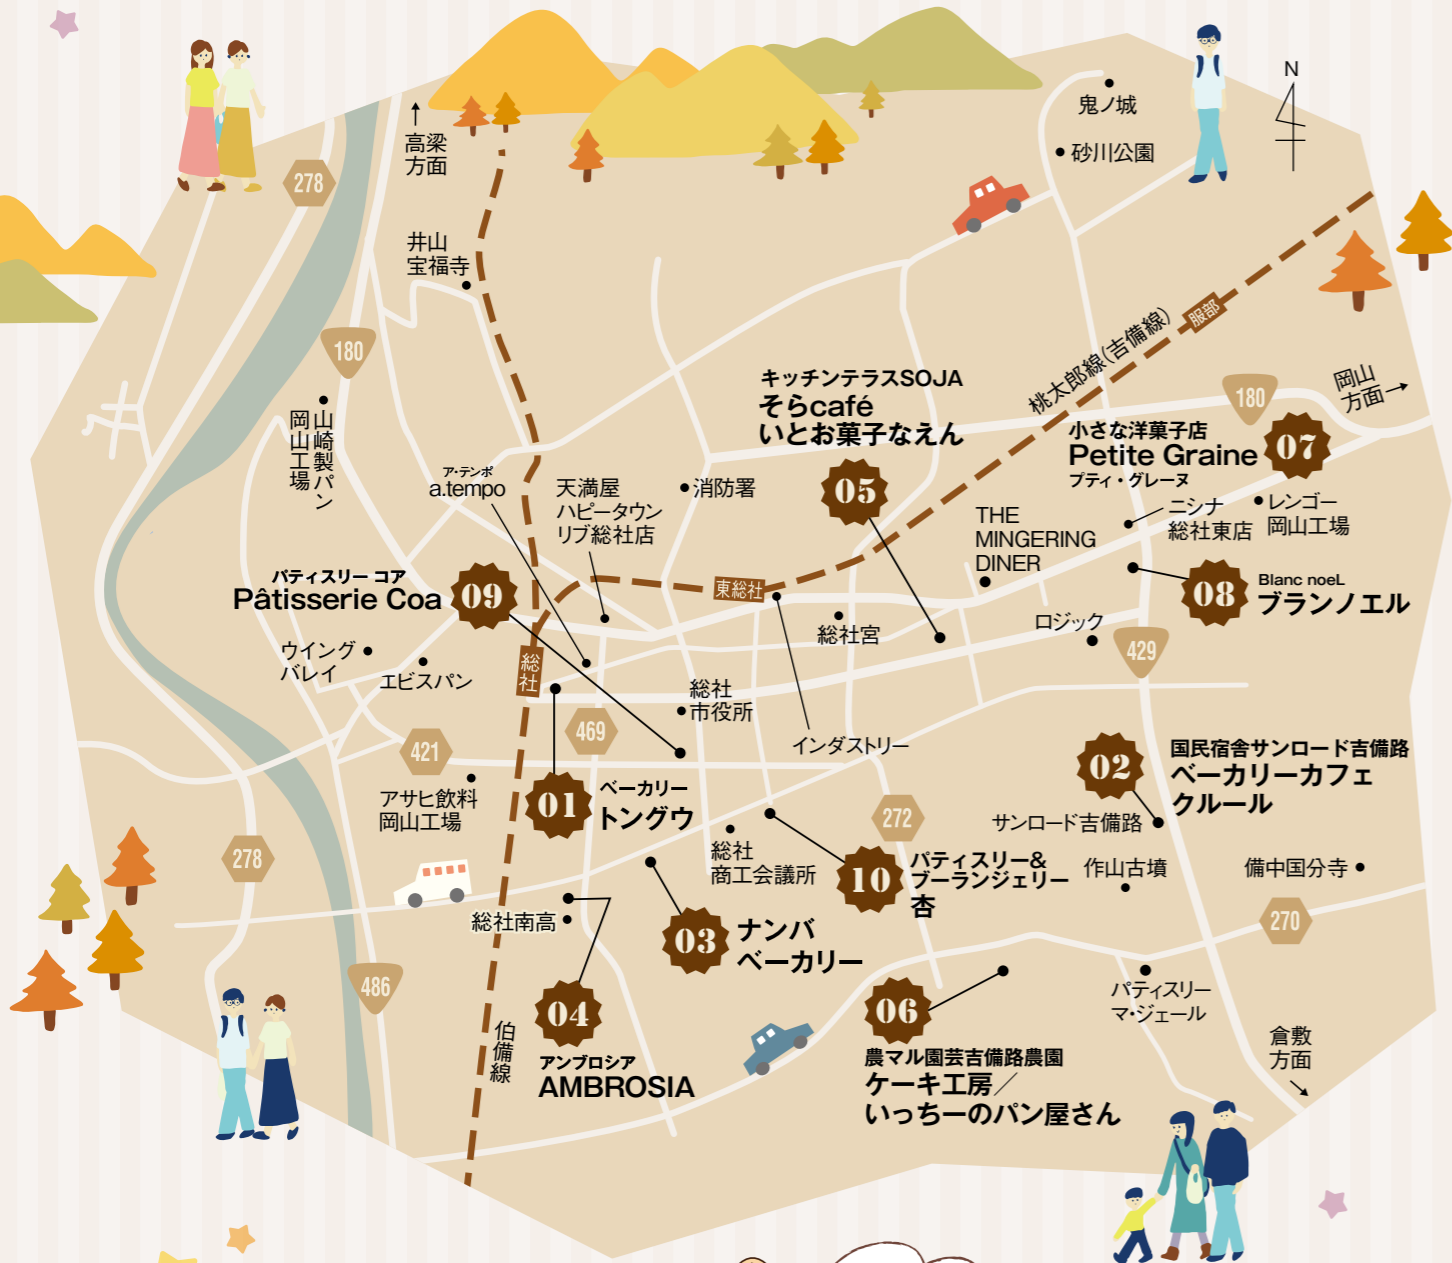 N
鬼ノ城
砂川公園
高梁
方面
278
井山
宝福寺
180
山崎製パン
岡山工場
服部
桃太郎線(吉備線)
岡山
方面
180
キッチンテラスSOJA
そらcafé
いとお菓子なえん
05
小さな洋菓子店
Petite Graine
プティ・グレーヌ
07
ア・テンポ
a.tempo
天満屋
ハピータウン
リブ総社店
消防署
THE
MINGERING
DINER
ニシナ
総社東店
レンゴー
岡山工場
パティスリー コア
Pâtisserie Coa
09
東総社
総社宮
Blanc noeL
ブランノエル
08
ロジック
429
ウイング
バレイ
エビスパン
総社
総社
市役所
469
インダストリー
421
アサヒ飲料
岡山工場
01
ベーカリー
トングウ
02
国民宿舎サンロード吉備路
ベーカリーカフェ
クルール
サンロード吉備路
272
278
総社
商工会議所
10
パティスリー&
ブーランジェリー
杏
作山古墳
備中国分寺
270
総社南高
03
ナンバ
ベーカリー
486
04
アンブロシア
AMBROSIA
伯備線
06
農マル園芸吉備路農園
ケーキ工房／
いっちーのパン屋さん
パティスリー
マ・ジェール
倉敷
方面